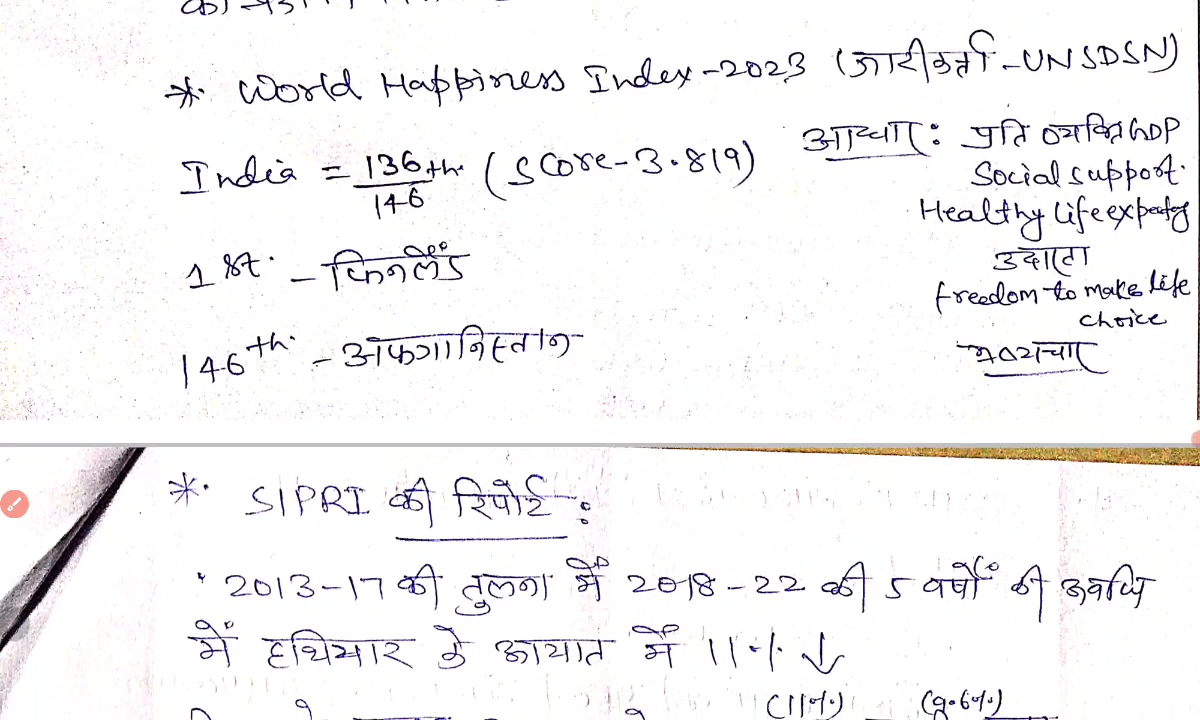 *. World Happiness Index-2023 (जारीकर्ता-UNSDSN)
India = 136th/146 (Score-3.819)
1st. - फिनलैंड
146th. - अफगानिस्तान
आधार: प्रति व्यक्ति GDP
Social support.
Healthy life expectancy
उदारता
freedom to make life
choice
भ्रष्टाचार
*. SIPRI की रिपोर्ट :
• 2013-17 की तुलना में 2018-22 की 5 वर्षों की अवधि
में हथियार के आयात में 11% ↓
(11%) (9.6%)